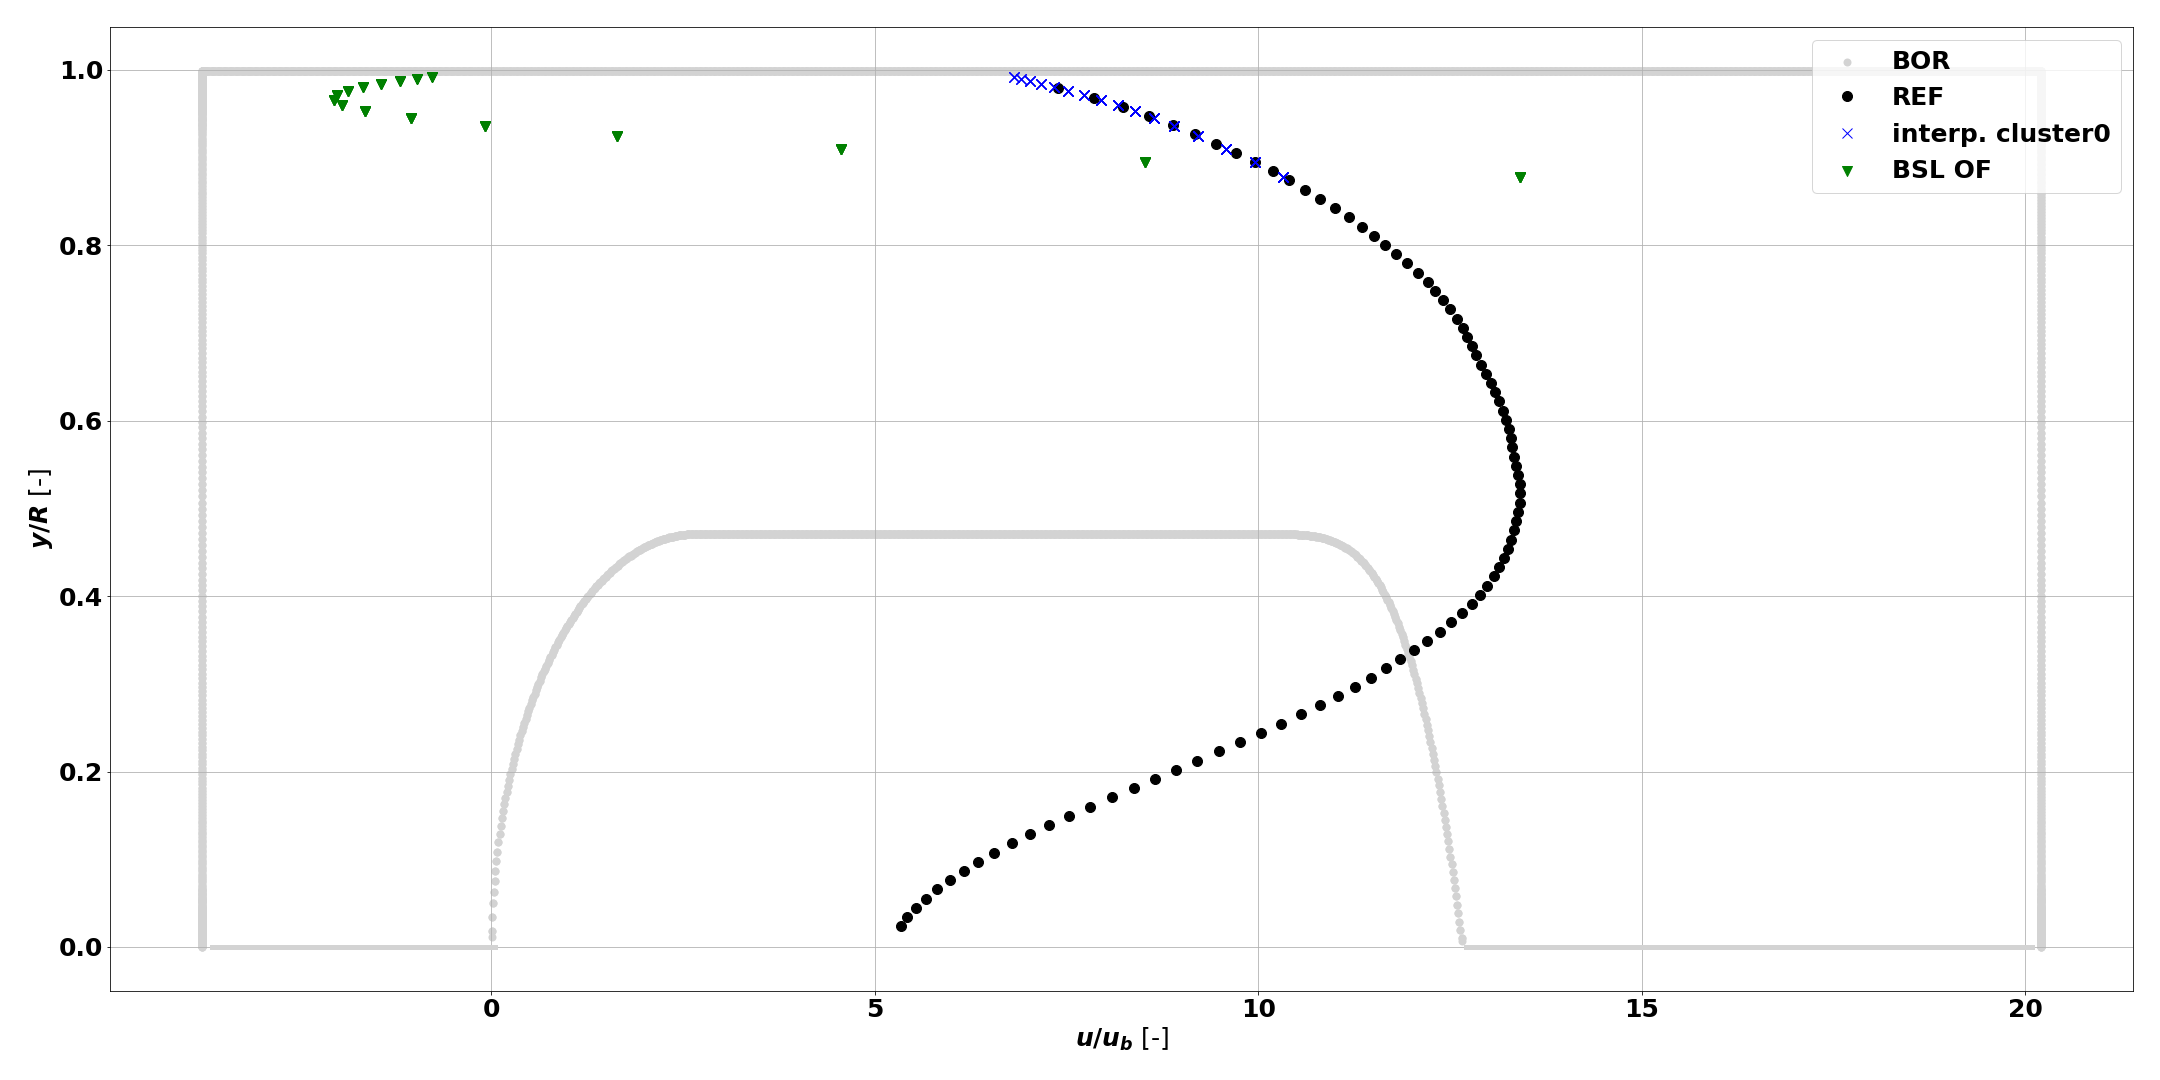 BOR
REF
interp. cluster0
BSL OF
1.0
0.8
0.6
0.4
0.2
0.0
y/R [-]
0 5 10 15 20
u/u_b [-]